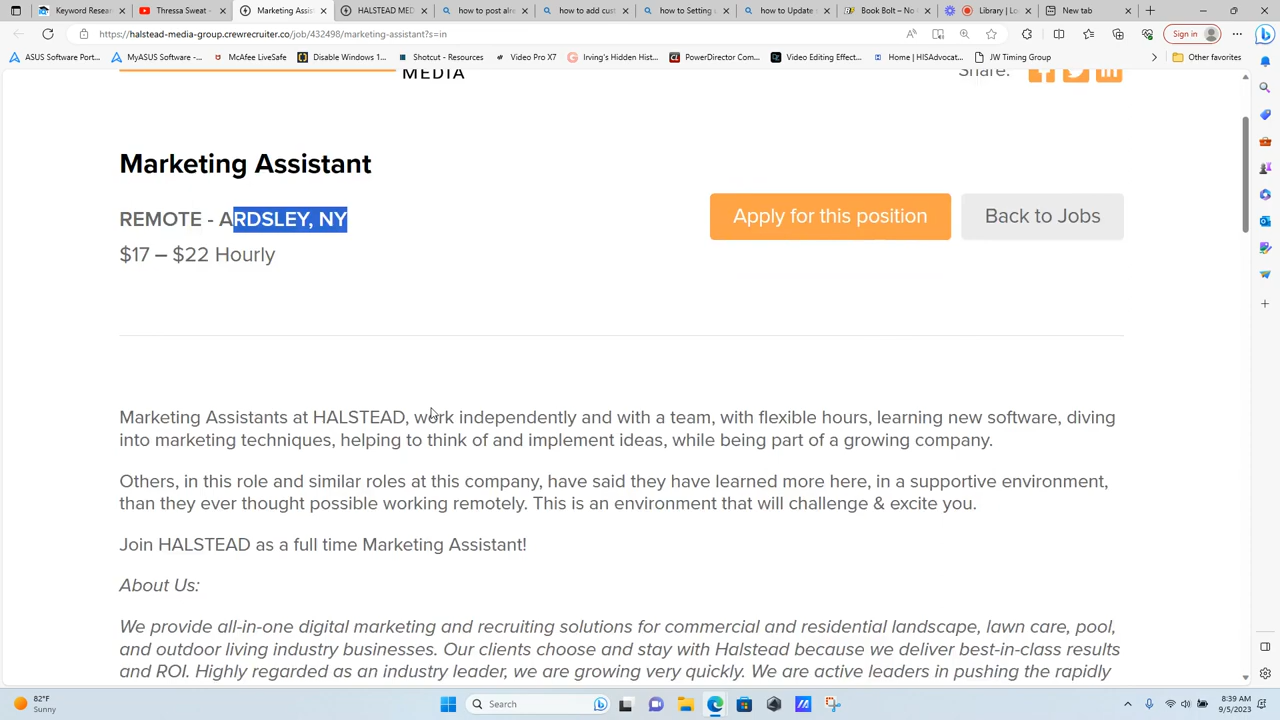 Keyword Resea
Thressa Sweat -
Marketing Assis
HALSTEAD MED
how to post alre
how to add cust
how to Setting u
how to Update y
Book Bolt – Book
Library | Loo
New tab
https://halstead-media-group.crewrecruiter.co/job/432498/marketing-assistant?s=in
Sign in
ASUS Software Port...
MyASUS Software -...
McAfee LiveSafe
Disable Windows 1...
Shotcut - Resources
Video Pro X7
Irving's Hidden Hist...
PowerDirector Com...
Video Editing Effect...
Home | HISAdvocat...
JW Timing Group
Other favorites
MEDIA
Share:
Marketing Assistant
REMOTE - ARDSLEY, NY
$17 – $22 Hourly
Apply for this position
Back to Jobs
Marketing Assistants at HALSTEAD, work independently and with a team, with flexible hours, learning new software, diving
into marketing techniques, helping to think of and implement ideas, while being part of a growing company.
Others, in this role and similar roles at this company, have said they have learned more here, in a supportive environment,
than they ever thought possible working remotely. This is an environment that will challenge & excite you.
Join HALSTEAD as a full time Marketing Assistant!
About Us:
We provide all-in-one digital marketing and recruiting solutions for commercial and residential landscape, lawn care, pool,
and outdoor living industry businesses. Our clients choose and stay with Halstead because we deliver best-in-class results
and ROI. Highly regarded as an industry leader, we are growing very quickly. We are active leaders in pushing the rapidly
82°F
Sunny
Search
8:39 AM
9/5/2023